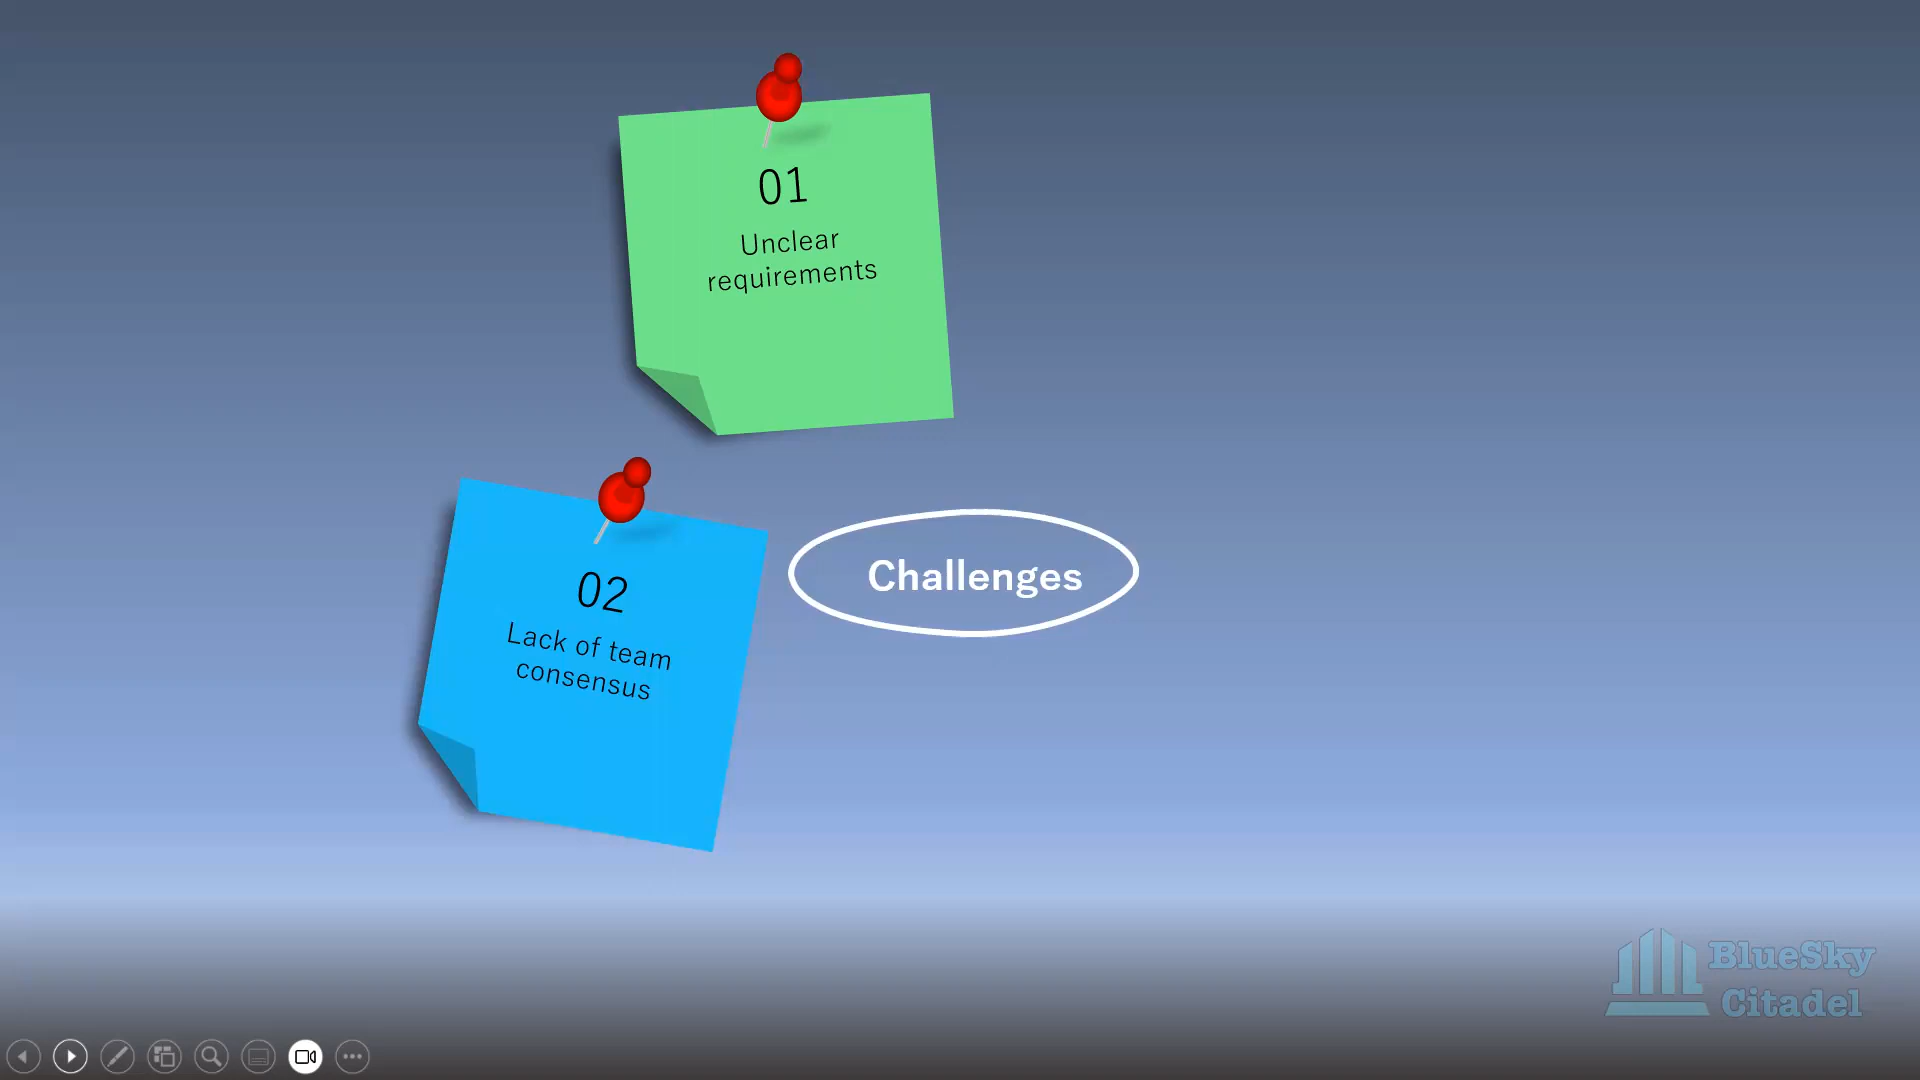 01
Unclear
requirements
02
Lack of team
consensus
Challenges
BlueSky
Citadel